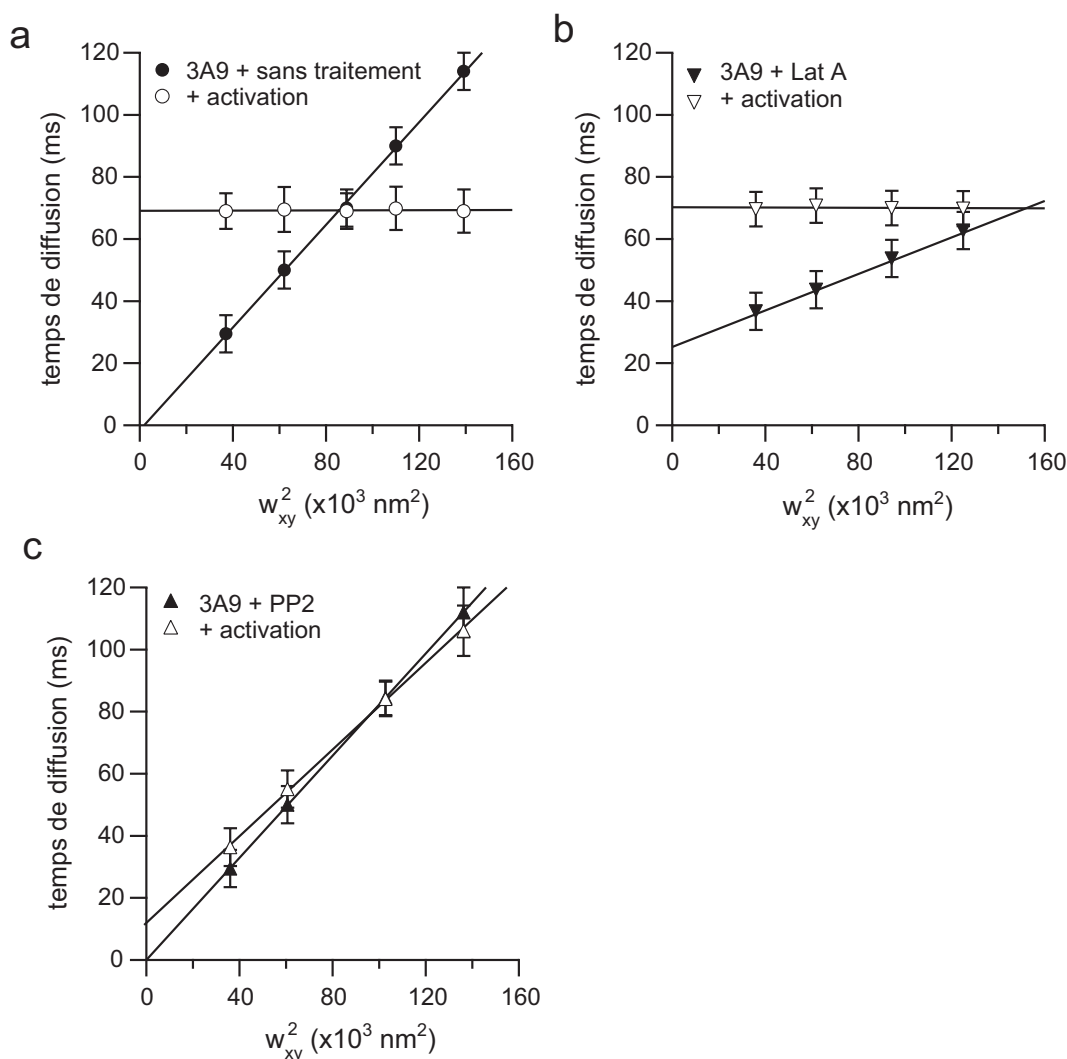 a
120
100
80
60
40
20
0
temps de diffusion (ms)
3A9 + sans traitement
+ activation
0 40 80 120 160
w²xy (x10³ nm²)
b
120
100
80
60
40
20
0
temps de diffusion (ms)
3A9 + Lat A
+ activation
0 40 80 120 160
w²xy (x10³ nm²)
c
120
100
80
60
40
20
0
temps de diffusion (ms)
3A9 + PP2
+ activation
0 40 80 120 160
w²xy (x10³ nm²)